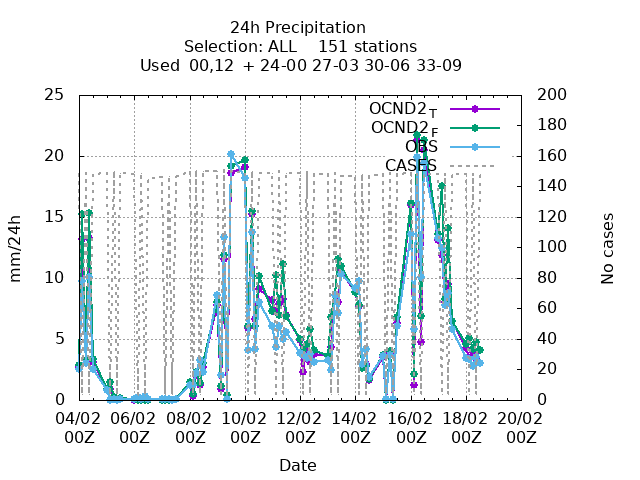 24h Precipitation
Selection: ALL    151 stations
Used  00,12  + 24-00 27-03 30-06 33-09
25
20
15
10
5
0
mm/24h
200
180
160
140
120
100
80
60
40
20
0
No cases
OCND2T
OCND2F
OBS
CASES
04/02 06/02 08/02 10/02 12/02 14/02 16/02 18/02 20/02
00Z 00Z 00Z 00Z 00Z 00Z 00Z 00Z 00Z
Date